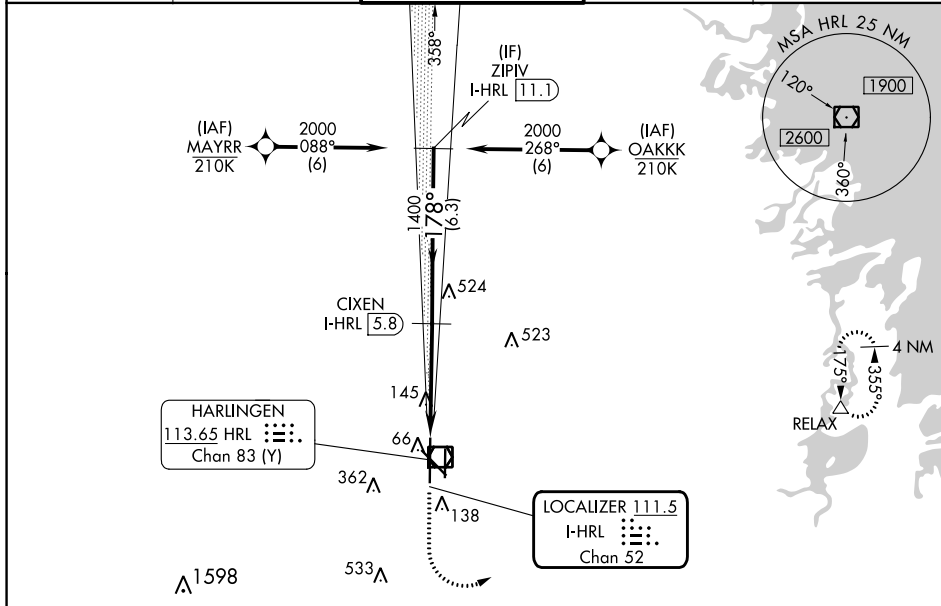 358°
(IF)
ZIPIV
I-HRL 11.1
MSA HRL 25 NM
120°
1900
2600
360°
(IAF)
MAYRR
210K
2000
088°
(6)
2000
268°
(6)
(IAF)
OAKKK
210K
1400
178°
(6.3)
524
CIXEN
I-HRL 5.8
523
4 NM
175°
355°
RELAX
145
HARLINGEN
113.65 HRL
Chan 83 (Y)
66
362
138
LOCALIZER 111.5
I-HRL
Chan 52
1598
533